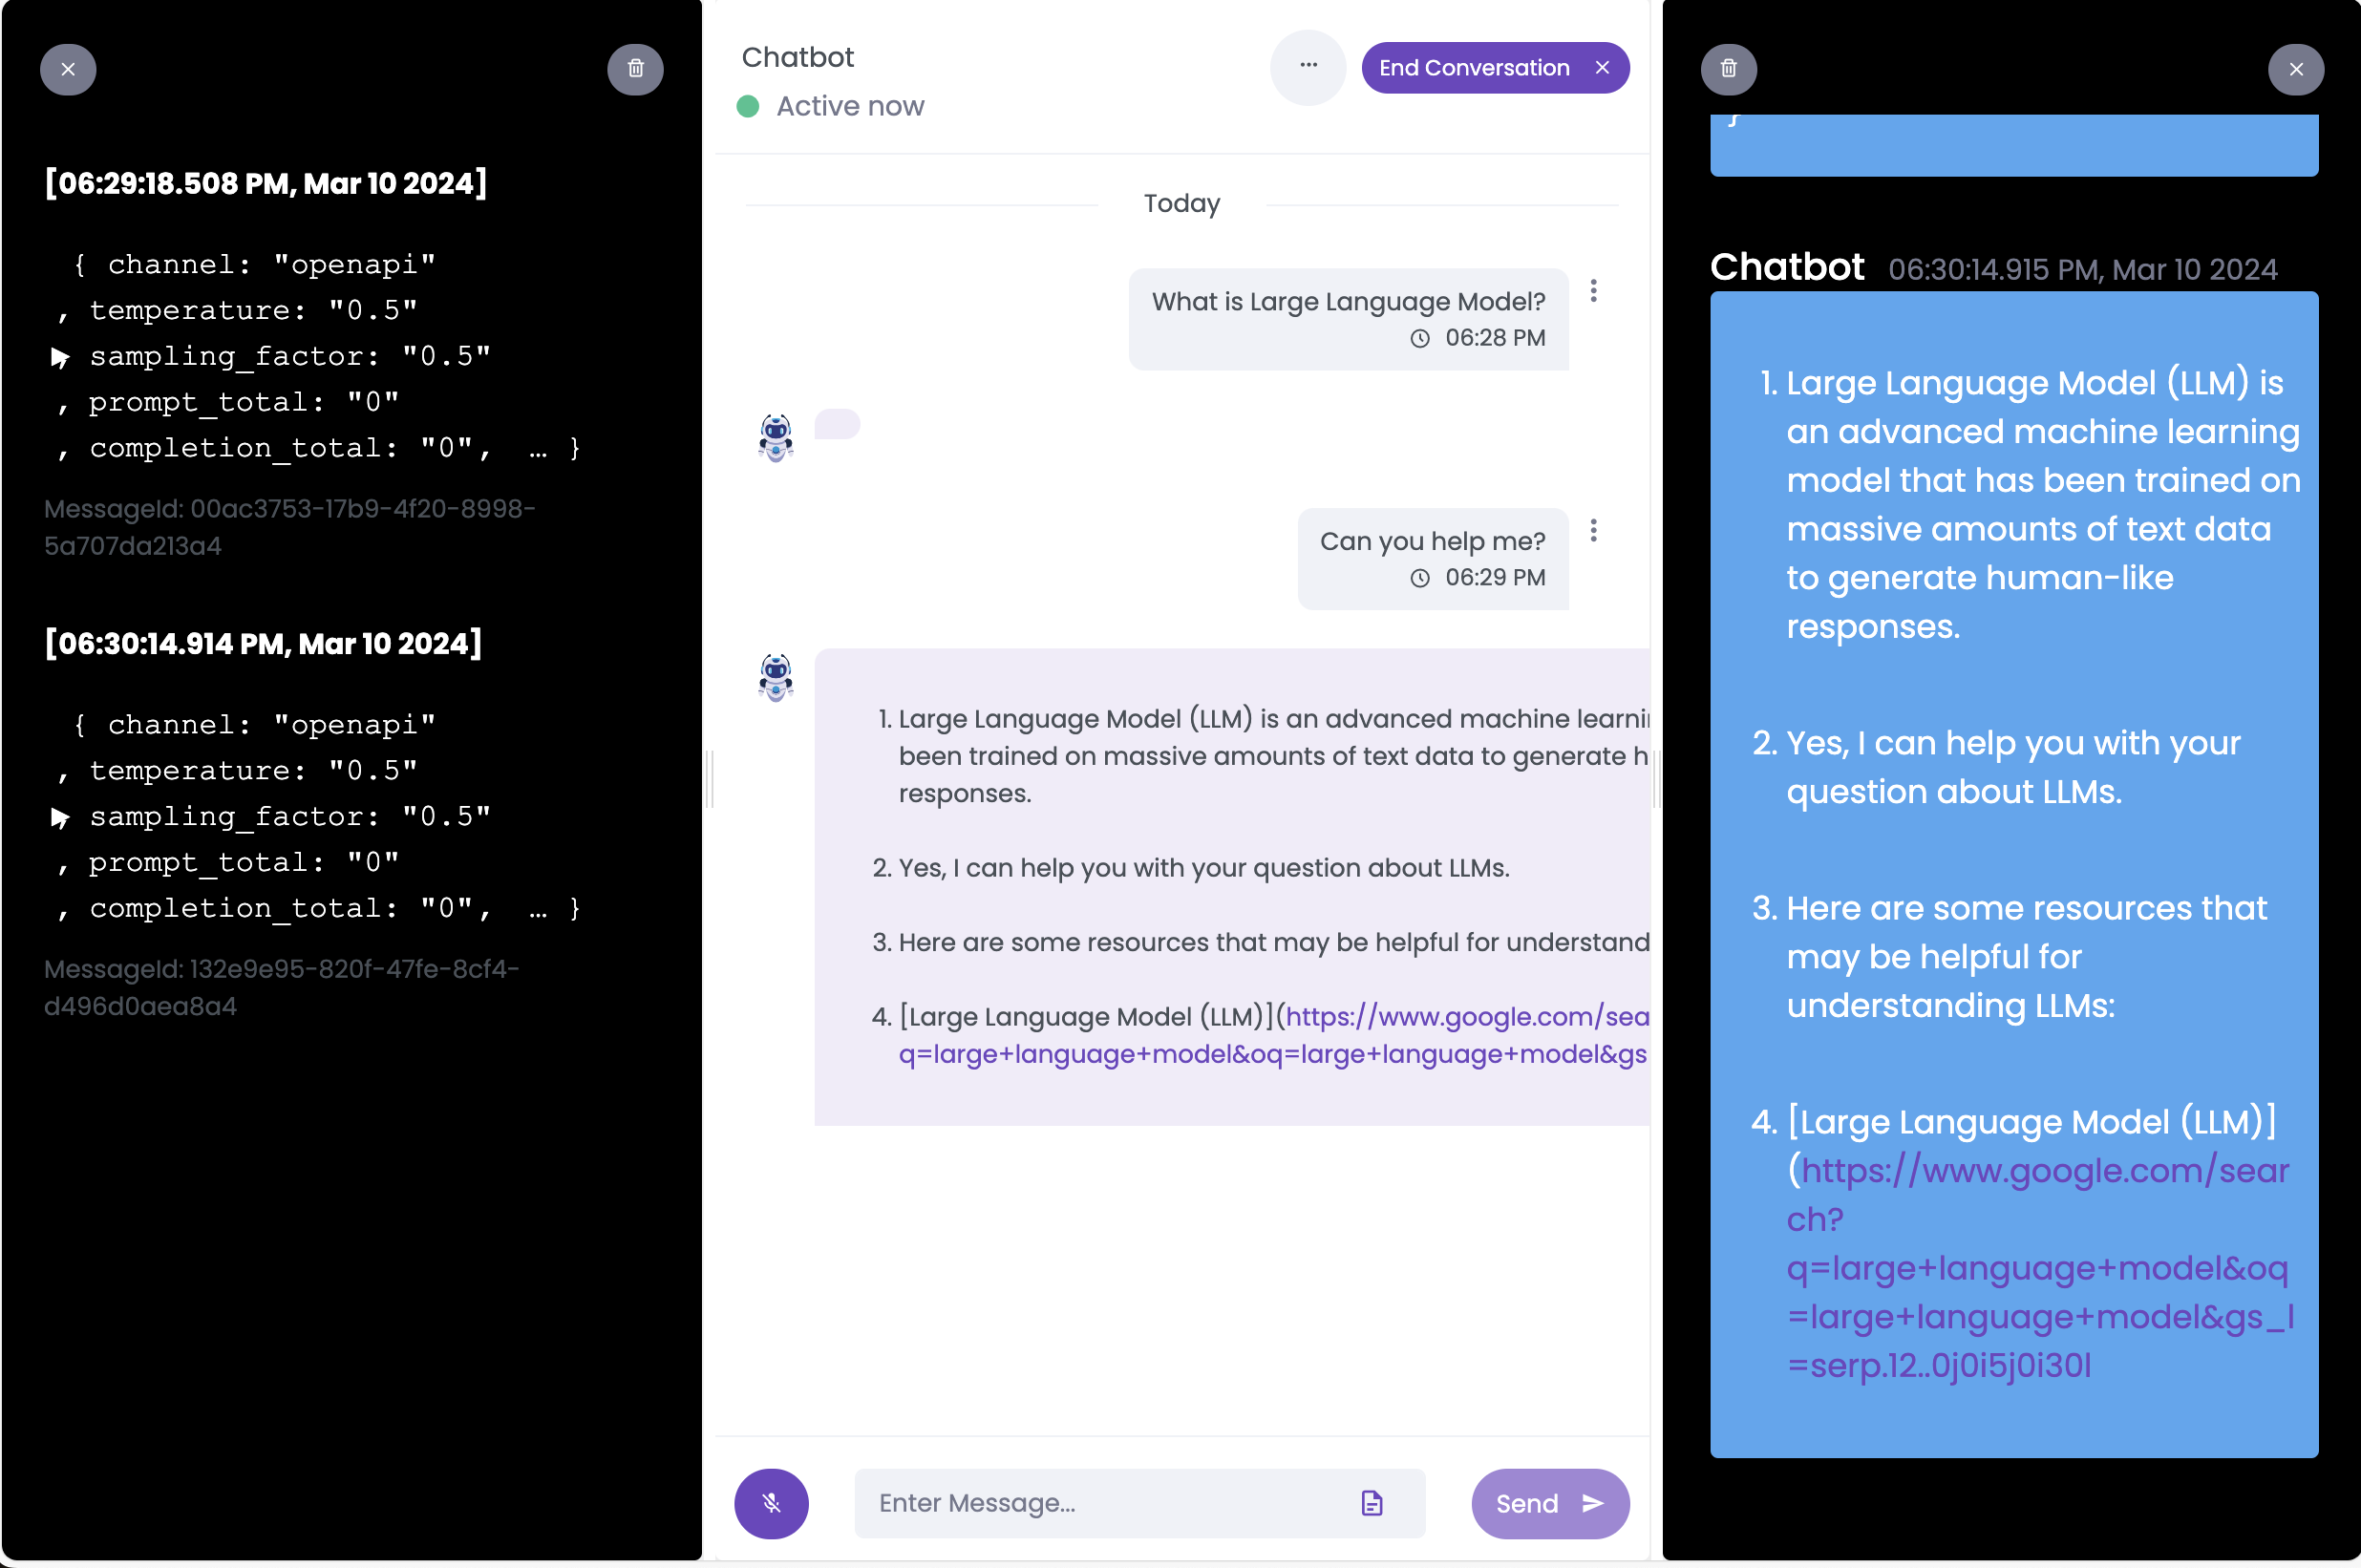 [06:29:18.508 PM, Mar 10 2024]
{ channel: "openapi"
, temperature: "0.5"
, sampling_factor: "0.5"
, prompt_total: "0"
, completion_total: "0", … }
MessageId: 00ac3753-17b9-4f20-8998-
5a707da213a4
[06:30:14.914 PM, Mar 10 2024]
{ channel: "openapi"
, temperature: "0.5"
, sampling_factor: "0.5"
, prompt_total: "0"
, completion_total: "0", … }
MessageId: 132e9e95-820f-47fe-8cf4-
d496d0aea8a4
Chatbot
Active now
End Conversation
Today
What is Large Language Model?
06:28 PM
Can you help me?
06:29 PM
1. Large Language Model (LLM) is an advanced machine learni
been trained on massive amounts of text data to generate h
responses.
2. Yes, I can help you with your question about LLMs.
3. Here are some resources that may be helpful for understand
4. [Large Language Model (LLM)](https://www.google.com/sea
q=large+language+model&oq=large+language+model&gs
Enter Message...
Send
}
Chatbot 06:30:14.915 PM, Mar 10 2024
1. Large Language Model (LLM) is
an advanced machine learning
model that has been trained on
massive amounts of text data
to generate human-like
responses.
2. Yes, I can help you with your
question about LLMs.
3. Here are some resources that
may be helpful for
understanding LLMs:
4. [Large Language Model (LLM)]
(https://www.google.com/sear
ch?
q=large+language+model&oq
=large+language+model&gs_l
=serp.12..0j0i5j0i30l